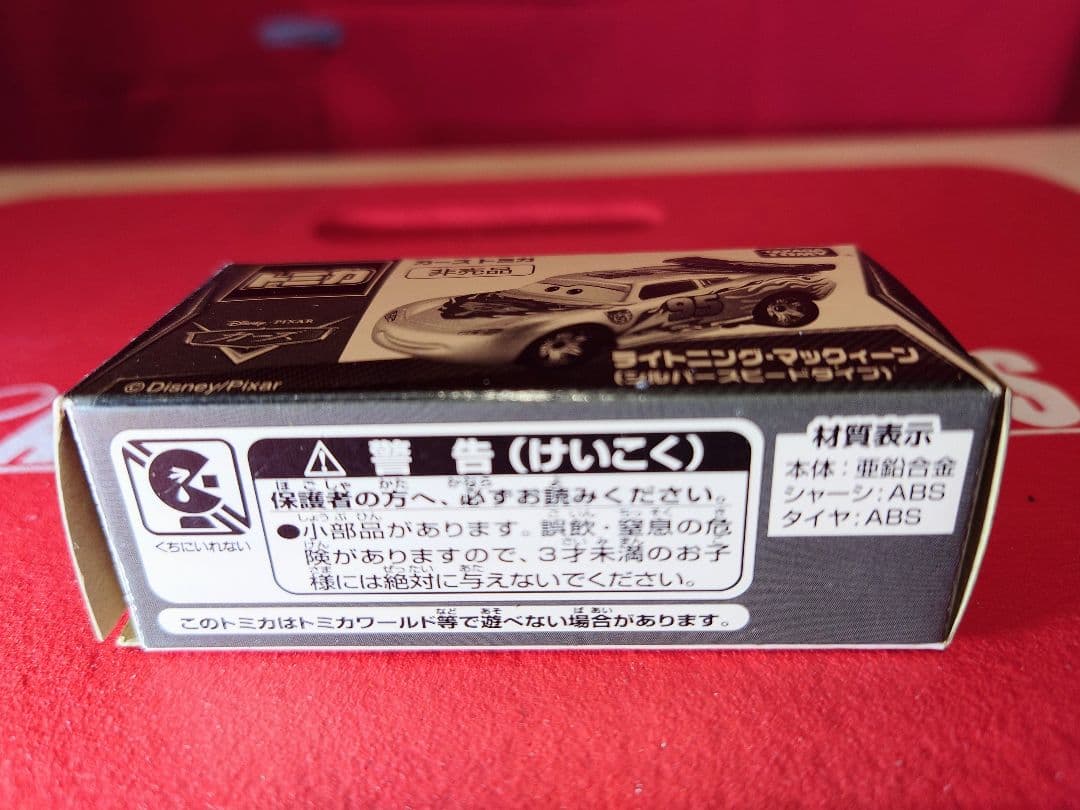 トミカ
カーズトミカ
非売品
TAKARA TOMY
Disney・PIXAR
カーズ
95
ライトニング・マックィーン
(シルバースピードタイプ)
©Disney/Pixar
警告(けいこく)
保護者の方へ、必ずお読みください。
●小部品があります。誤飲・窒息の危
険がありますので、3才未満のお子
様には絶対に与えないでください。
くちにいれない
このトミカはトミカワールド等で遊べない場合があります。
材質表示
本体:亜鉛合金
シャーシ:ABS
タイヤ:ABS
S